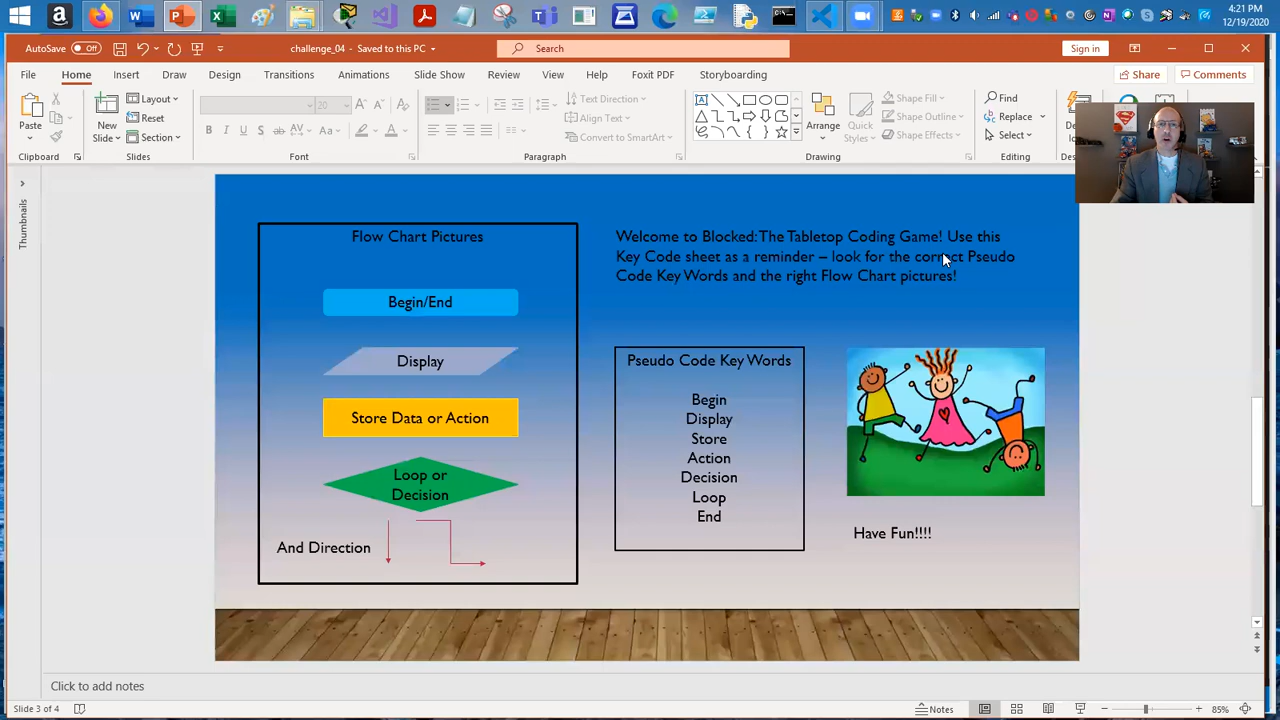 4:21 PM
12/19/2020
AutoSave Off
challenge_04 - Saved to this PC
Search
Sign in
File Home Insert Draw Design Transitions Animations Slide Show Review View Help Foxit PDF Storyboarding
Share Comments
Paste
New Slide
Layout
Reset
Section
20
Text Direction
Align Text
Convert to SmartArt
Arrange
Quick Styles
Shape Fill
Shape Outline
Shape Effects
Find
Replace
Select
Clipboard Slides Font Paragraph Drawing Editing
Thumbnails
Flow Chart Pictures
Begin/End
Display
Store Data or Action
Loop or
Decision
And Direction
Welcome to Blocked: The Tabletop Coding Game! Use this
Key Code sheet as a reminder – look for the correct Pseudo
Code Key Words and the right Flow Chart pictures!
Pseudo Code Key Words
Begin
Display
Store
Action
Decision
Loop
End
Have Fun!!!!
Click to add notes
Slide 3 of 4
Notes
85%